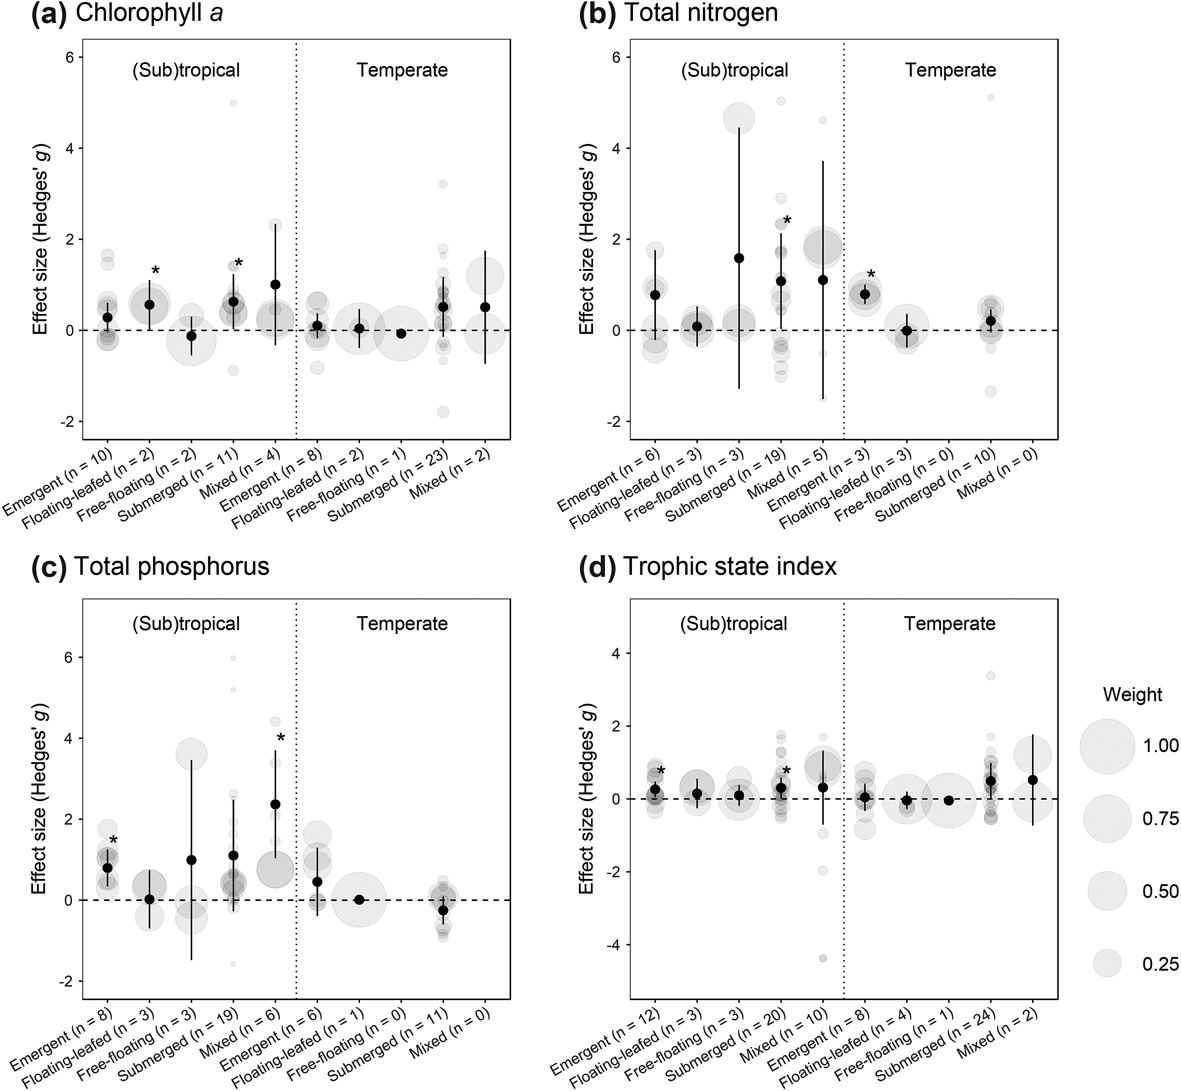 (a) Chlorophyll a
(Sub)tropical
Temperate
Effect size (Hedges' g)
6
4
2
0
-2
Emergent (n = 10)
Floating-leafed (n = 2)
Free-floating (n = 2)
Submerged (n = 11)
Mixed (n = 4)
Emergent (n = 8)
Floating-leafed (n = 2)
Free-floating (n = 1)
Submerged (n = 23)
Mixed (n = 2)
*
*
(b) Total nitrogen
(Sub)tropical
Temperate
Effect size (Hedges' g)
6
4
2
0
-2
Emergent (n = 6)
Floating-leafed (n = 3)
Free-floating (n = 3)
Submerged (n = 19)
Mixed (n = 5)
Emergent (n = 3)
Floating-leafed (n = 3)
Free-floating (n = 0)
Submerged (n = 10)
Mixed (n = 0)
*
*
(c) Total phosphorus
(Sub)tropical
Temperate
Effect size (Hedges' g)
6
4
2
0
-2
Emergent (n = 8)
Floating-leafed (n = 3)
Free-floating (n = 3)
Submerged (n = 19)
Mixed (n = 6)
Emergent (n = 6)
Floating-leafed (n = 1)
Free-floating (n = 0)
Submerged (n = 11)
Mixed (n = 0)
*
*
(d) Trophic state index
(Sub)tropical
Temperate
Effect size (Hedges' g)
4
2
0
-2
-4
Emergent (n = 12)
Floating-leafed (n = 3)
Free-floating (n = 3)
Submerged (n = 20)
Mixed (n = 10)
Emergent (n = 8)
Floating-leafed (n = 4)
Free-floating (n = 1)
Submerged (n = 24)
Mixed (n = 2)
*
*
Weight
1.00
0.75
0.50
0.25